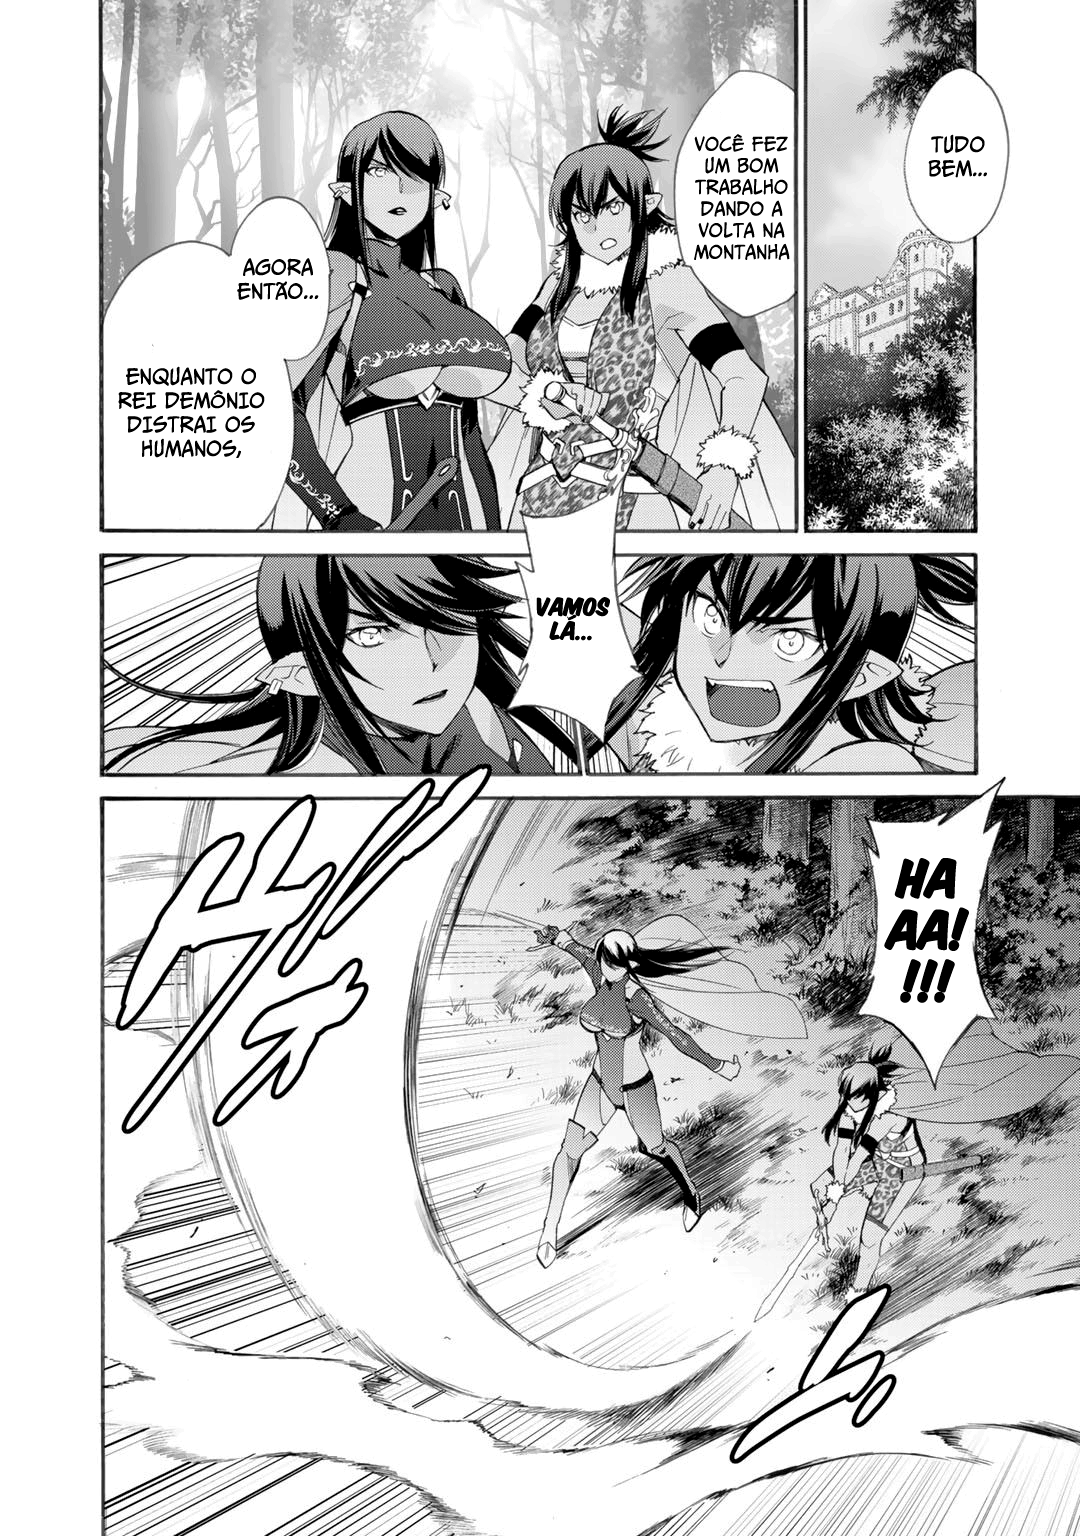 TUDO
BEM...
VOCÊ FEZ
UM BOM
TRABALHO
DANDO A
VOLTA NA
MONTANHA
AGORA
ENTÃO...
ENQUANTO O
REI DEMÔNIO
DISTRAI OS
HUMANOS,
VAMOS
LÁ...
HA
AA!
!!!